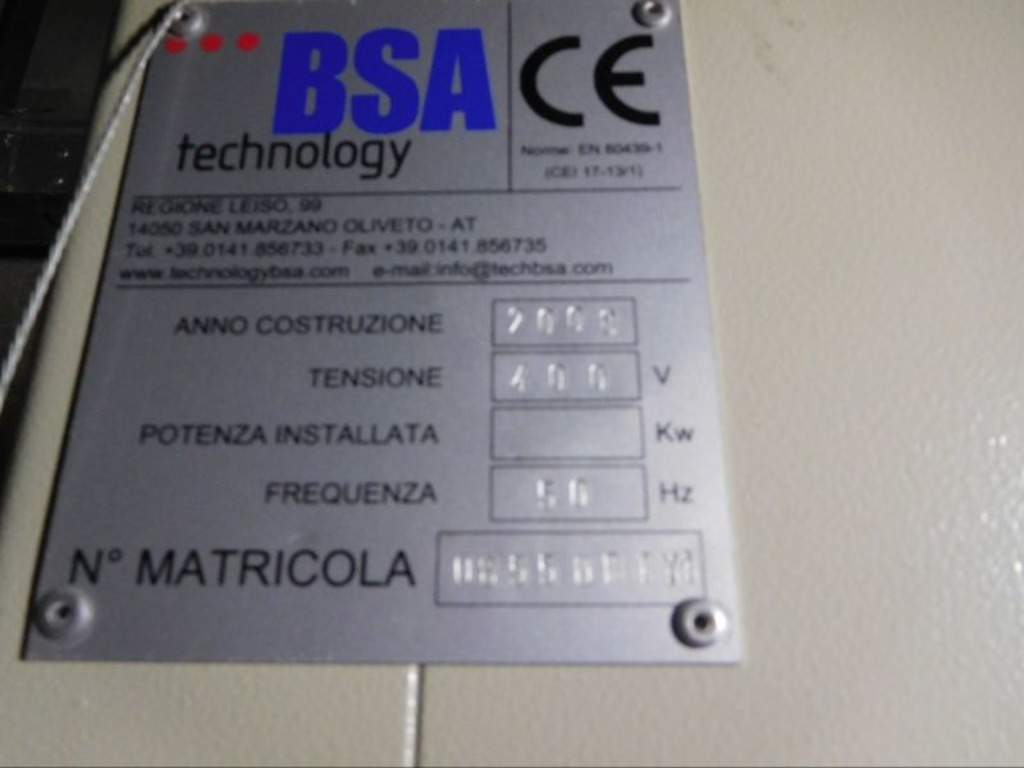 BSA
technology
CE
Norme: EN 60439-1
(CEI 17-13/1)
REGIONE LEISO, 99
14050 SAN MARZANO OLIVETO - AT
Tel. +39.0141.856733 - Fax +39.0141.856735
www.technologybsa.com e-mail:info@techbsa.com
ANNO COSTRUZIONE
TENSIONE 400 V
POTENZA INSTALLATA Kw
FREQUENZA 50 Hz
N° MATRICOLA